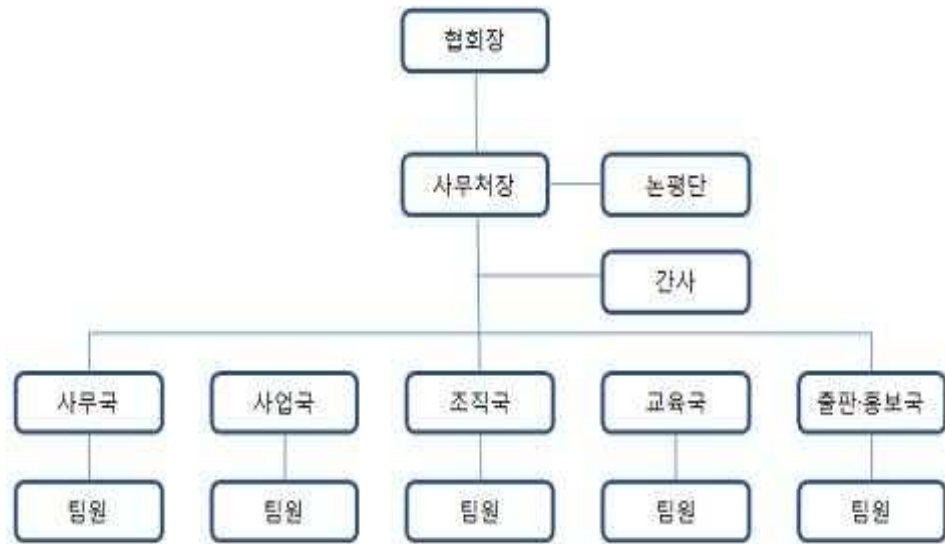 협회장
사무처장
논평단
간사
사무국
사업국
조직국
교육국
출판·홍보국
팀원
팀원
팀원
팀원
팀원